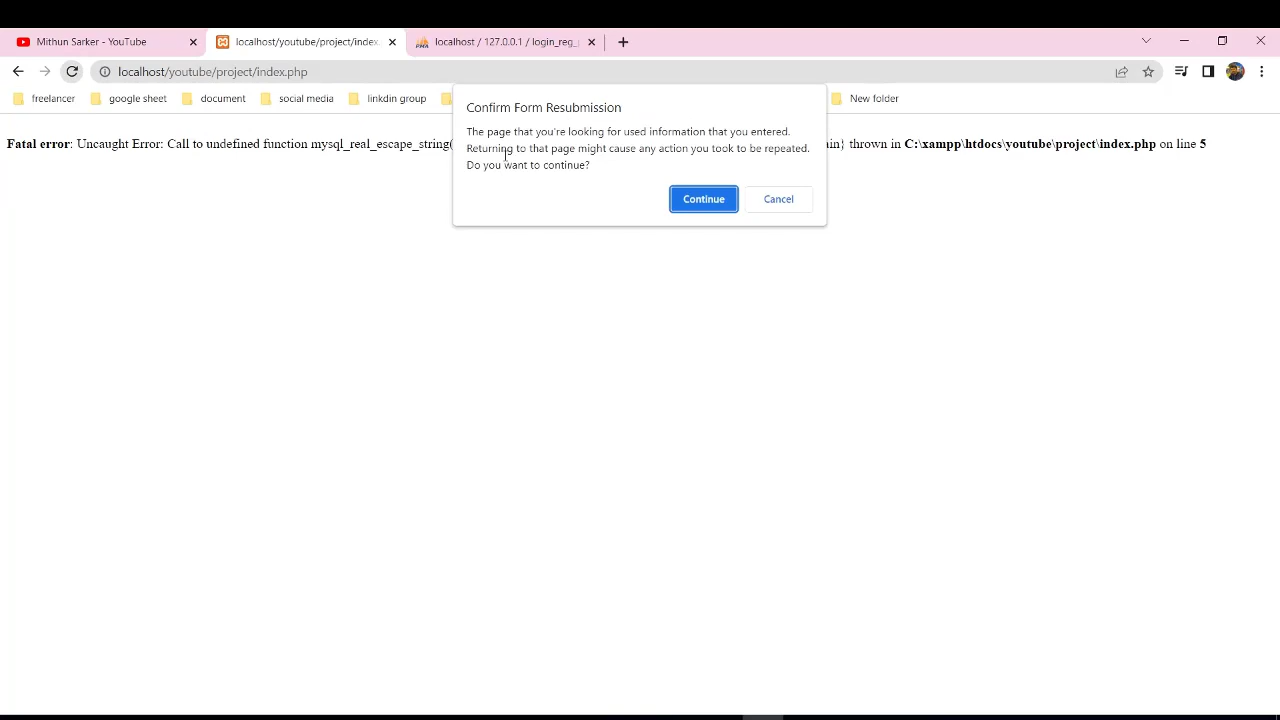 Mithun Sarker - YouTube
localhost/youtube/project/index.
localhost / 127.0.0.1 / login_reg_
localhost/youtube/project/index.php
freelancer
google sheet
document
social media
linkdin group
New folder
Confirm Form Resubmission
The page that you're looking for used information that you entered.
Returning to that page might cause any action you took to be repeated.
Do you want to continue?
Continue
Cancel
Fatal error: Uncaught Error: Call to undefined function mysql_real_escape_string( ain} thrown in C:\xampp\htdocs\youtube\project\index.php on line 5